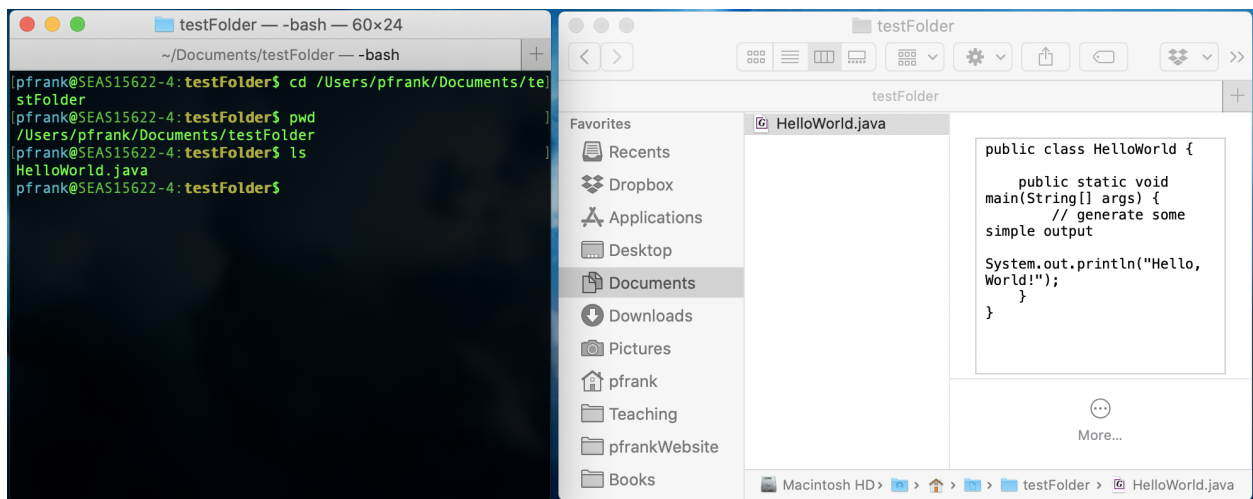 testFolder — -bash — 60×24
~/Documents/testFolder — -bash
[pfrank@SEAS15622-4:testFolder$ cd /Users/pfrank/Documents/te]
stFolder
[pfrank@SEAS15622-4:testFolder$ pwd ]
/Users/pfrank/Documents/testFolder
[pfrank@SEAS15622-4:testFolder$ ls ]
HelloWorld.java
pfrank@SEAS15622-4:testFolder$
testFolder
testFolder
Favorites
Recents
Dropbox
Applications
Desktop
Documents
Downloads
Pictures
pfrank
Teaching
pfrankWebsite
Books
HelloWorld.java
public class HelloWorld {
public static void
main(String[] args) {
// generate some
simple output
System.out.println("Hello,
World!");
}
}
More...
Macintosh HD › › › › testFolder › HelloWorld.java